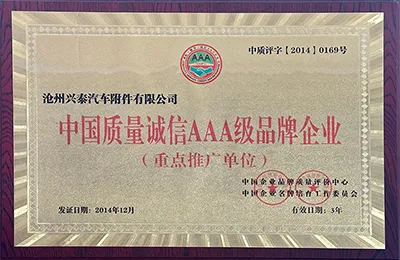 中质评字【2014】0169号
AAA
沧州兴泰汽车附件有限公司
中国质量诚信AAA级品牌企业
（重点推广单位）
中国企业品牌质量评价中心
中国企业名牌培育工作委员会
发证日期：2014年12月
有效日期：3年